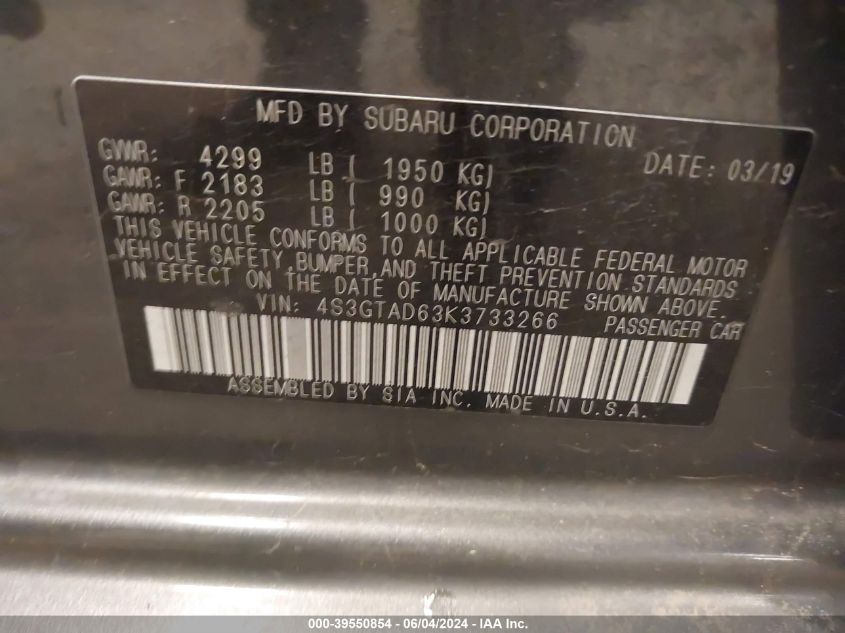 MFD BY SUBARU CORPORATION
GVWR: 4299 LB ( 1950 KG) DATE: 03/19
GAWR: F 2183 LB ( 990 KG)
GAWR: R 2205 LB ( 1000 KG)
THIS VEHICLE CONFORMS TO ALL APPLICABLE FEDERAL MOTOR
VEHICLE SAFETY,BUMPER,AND THEFT PREVENTION STANDARDS
IN EFFECT ON THE DATE OF MANUFACTURE SHOWN ABOVE.
VIN: 4S3GTAD63K3733266 PASSENGER CAR
ASSEMBLED BY SIA INC. MADE IN U.S.A.
000-39550854 - 06/04/2024 - IAA Inc.